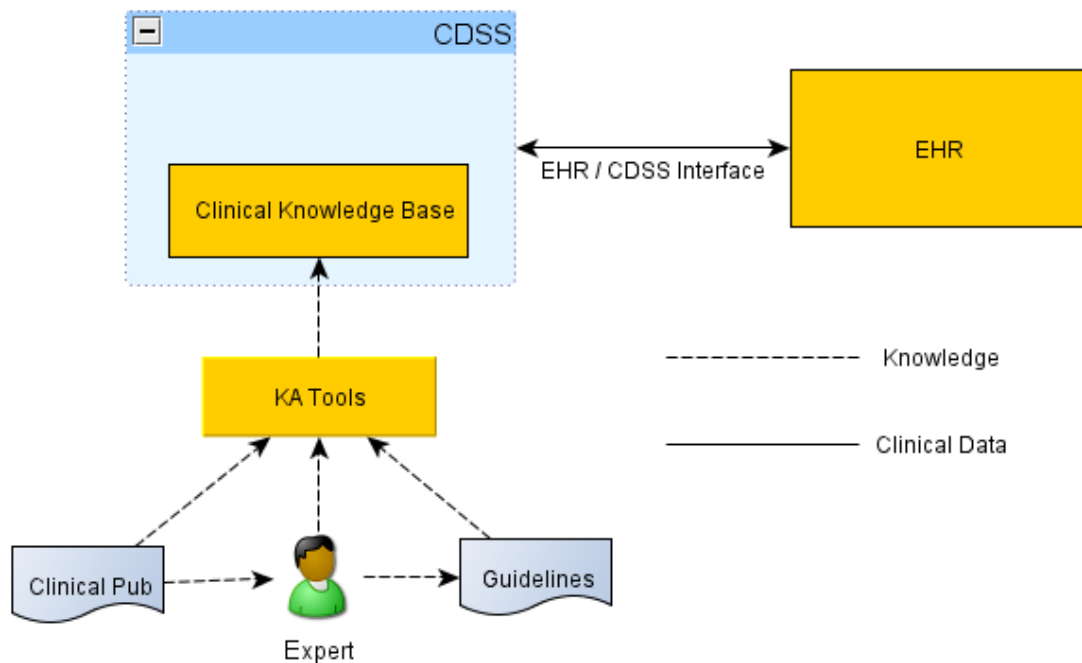 CDSS
EHR
EHR / CDSS Interface
Clinical Knowledge Base
KA Tools
Knowledge
Clinical Data
Clinical Pub
Guidelines
Expert